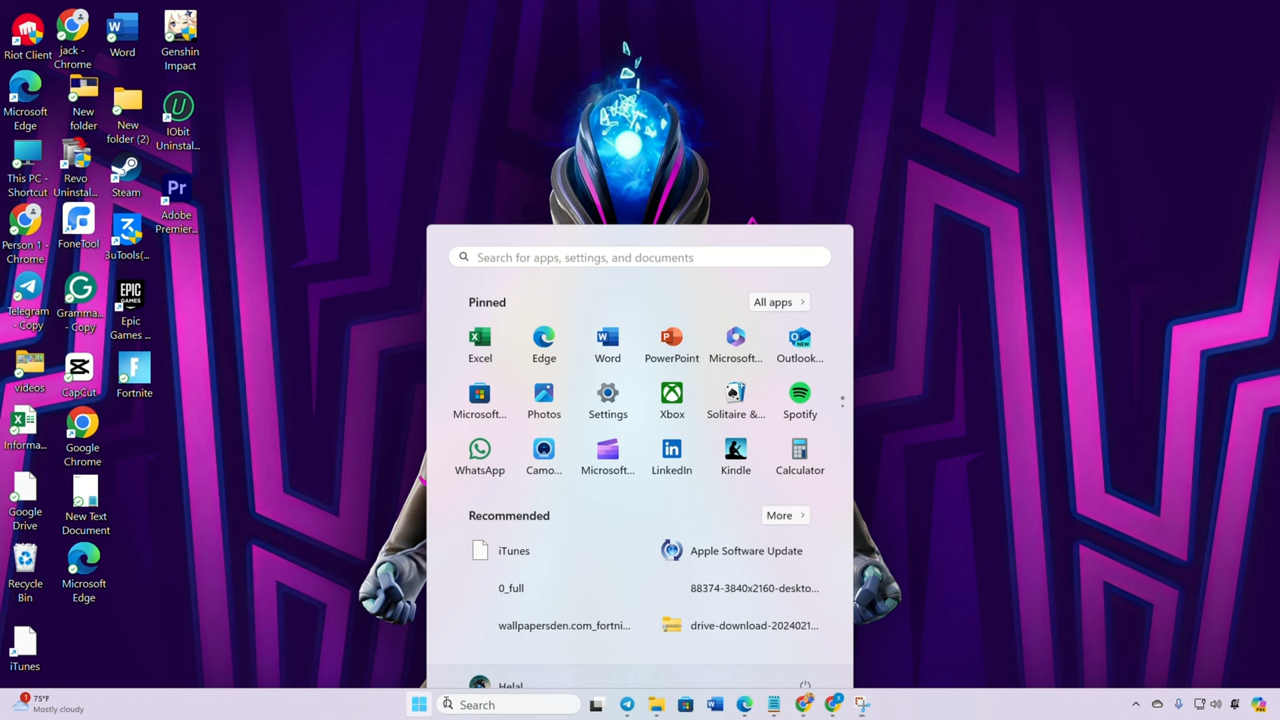 Riot Client
jack -
Chrome
Word
Genshin
Impact
Microsoft
Edge
New
folder
New
folder (2)
IObit
Uninstal...
This PC -
Shortcut
Revo
Uninstal...
Steam
Pr
Adobe
Premier...
Person 1 -
Chrome
FoneTool
3uTools(...
Telegram
- Copy
Gramma...
- Copy
EPIC
GAMES
Epic
Games ...
videos
CapCut
Fortnite
Informa...
Google
Chrome
Google
Drive
New Text
Document
Recycle
Bin
Microsoft
Edge
iTunes
Search for apps, settings, and documents
Pinned
All apps
Excel
Edge
Word
PowerPoint
Microsoft...
Outlook...
Microsoft...
Photos
Settings
Xbox
Solitaire &...
Spotify
WhatsApp
Camo...
Microsoft...
LinkedIn
Kindle
Calculator
Recommended
More
iTunes
Apple Software Update
0_full
88374-3840x2160-deskto...
wallpapersden.com_fortni...
drive-download-2024021...
Helal
1
75°F
Mostly cloudy
Search